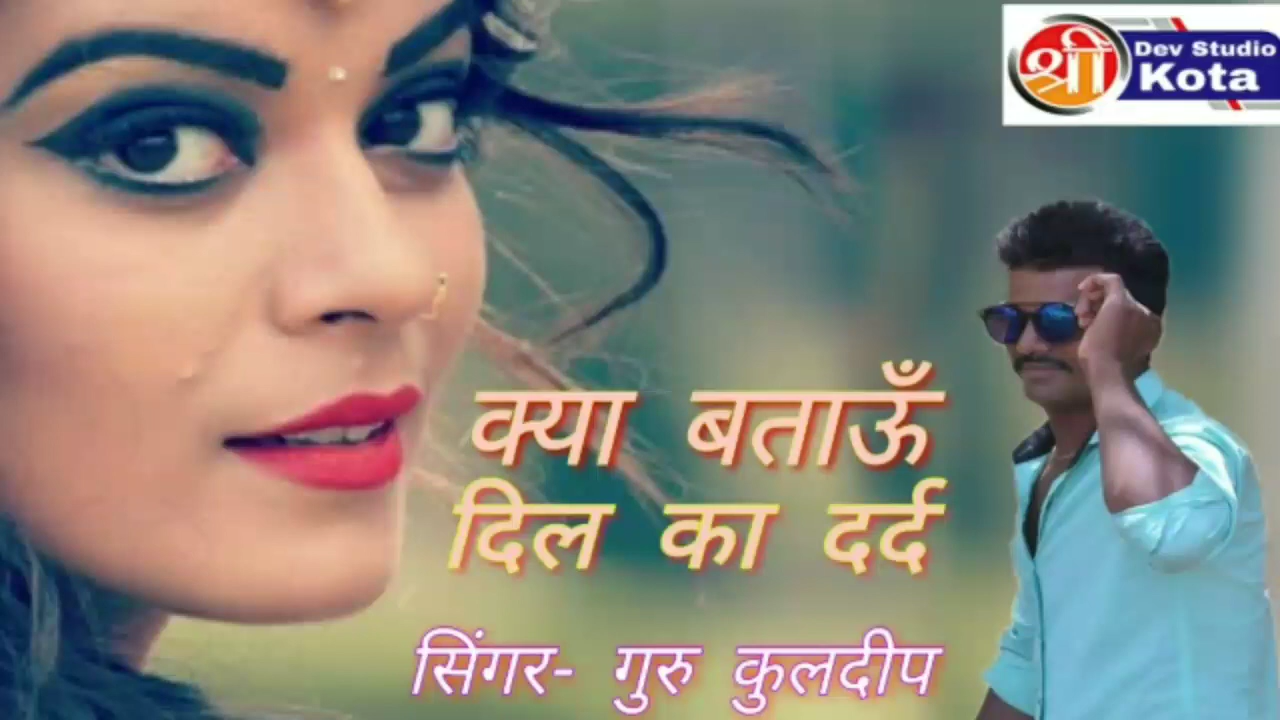 श्री
Dev Studio
Kota
क्या बताऊँ
दिल का दर्द
सिंगर- गुरु कुलदीप